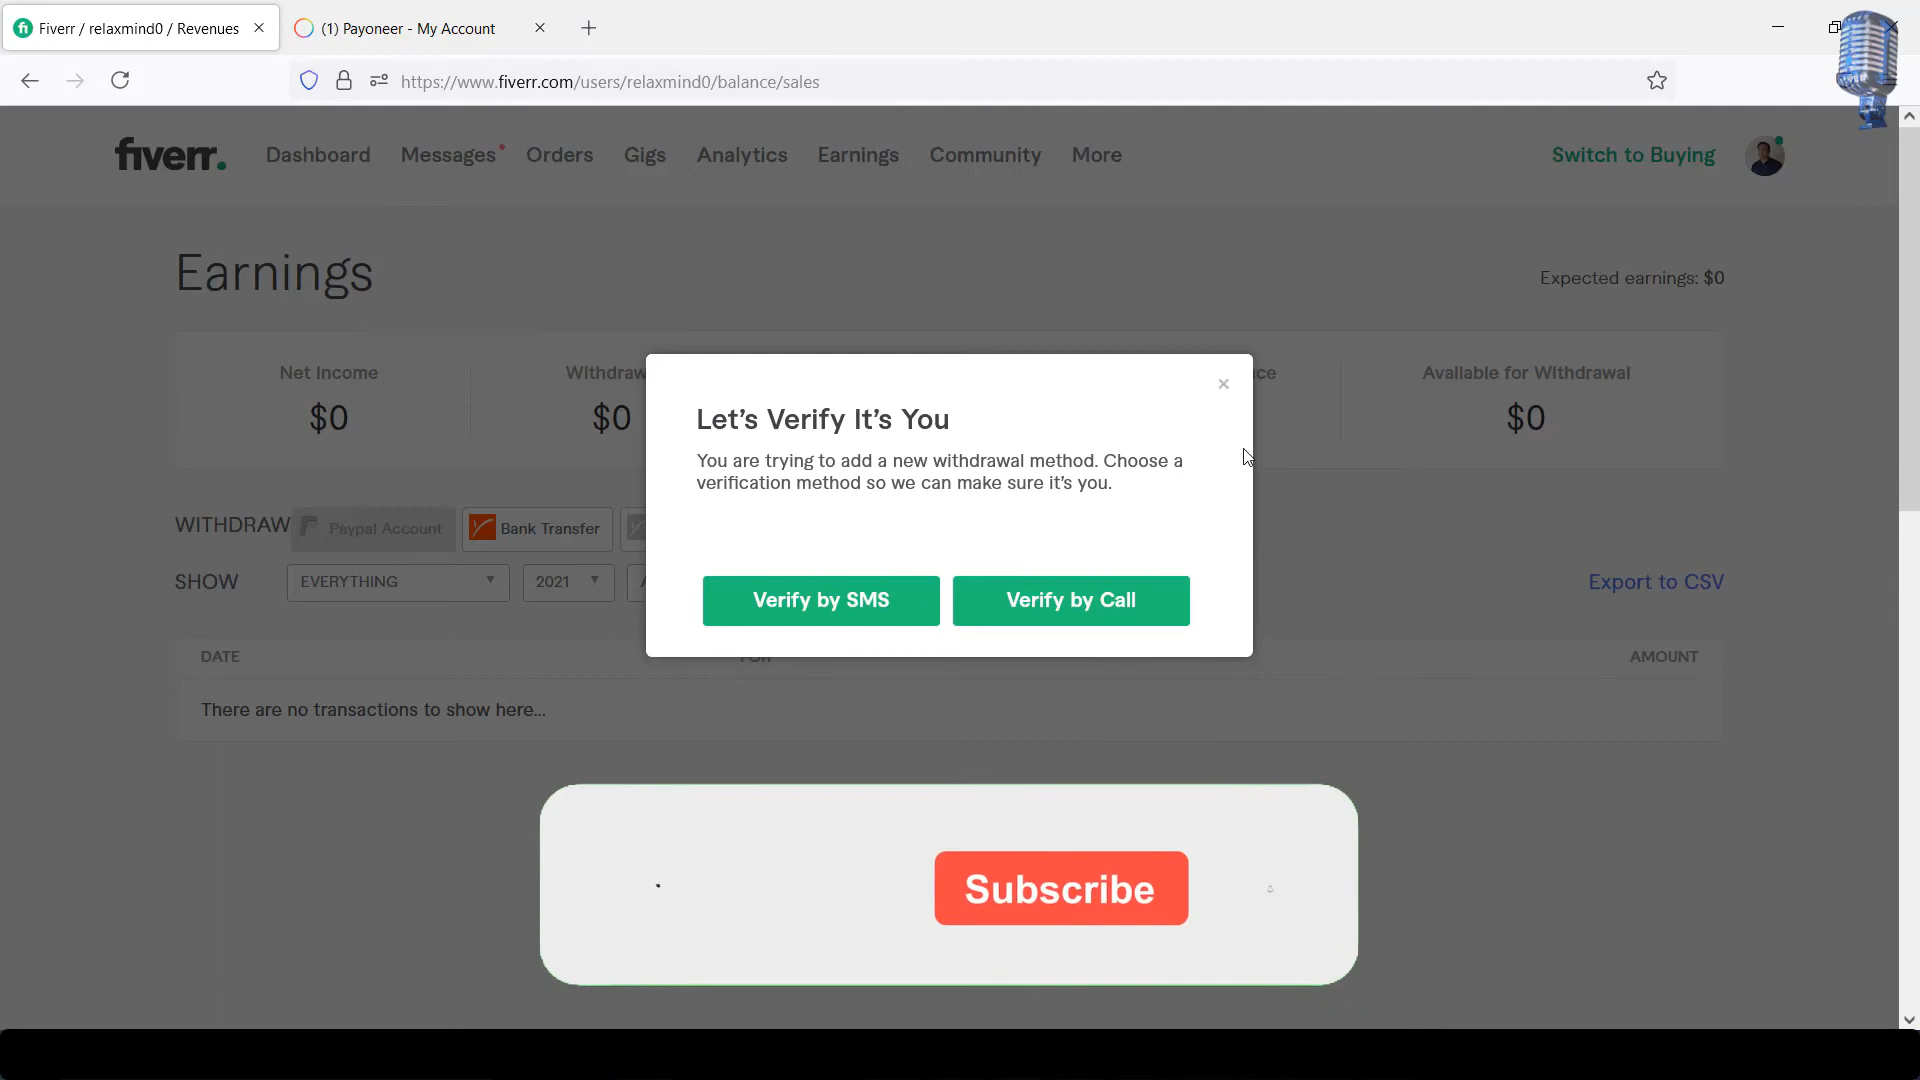 Fiverr / relaxmind0 / Revenues
(1) Payoneer - My Account
https://www.fiverr.com/users/relaxmind0/balance/sales
fiverr.
Dashboard
Messages
Orders
Gigs
Analytics
Earnings
Community
More
Switch to Buying
Earnings
Expected earnings: $0
Net Income
Available for Withdrawal
$0
$0
$0
Let's Verify It's You
You are trying to add a new withdrawal method. Choose a
verification method so we can make sure it's you.
Verify by SMS
Verify by Call
WITHDRAW
Paypal Account
Bank Transfer
SHOW
EVERYTHING
2021
Export to CSV
DATE
AMOUNT
There are no transactions to show here...
Subscribe